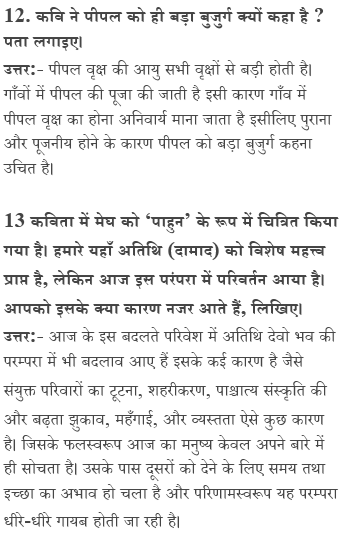 12. कवि ने पीपल को ही बड़ा बुजुर्ग क्यों कहा है ?
पता लगाइए।
उत्तर:- पीपल वृक्ष की आयु सभी वृक्षों से बड़ी होती है।
गाँवों में पीपल की पूजा की जाती है इसी कारण गाँव में
पीपल वृक्ष का होना अनिवार्य माना जाता है इसीलिए पुराना
और पूजनीय होने के कारण पीपल को बड़ा बुजुर्ग कहना
उचित है।
13 कविता में मेघ को ‘पाहुन’ के रूप में चित्रित किया
गया है। हमारे यहाँ अतिथि (दामाद) को विशेष महत्त्व
प्राप्त है, लेकिन आज इस परंपरा में परिवर्तन आया है।
आपको इसके क्या कारण नजर आते हैं, लिखिए।
उत्तर:- आज के इस बदलते परिवेश में अतिथि देवो भव की
परम्परा में भी बदलाव आए हैं इसके कई कारण है जैसे
संयुक्त परिवारों का टूटना, शहरीकरण, पाश्चात्य संस्कृति की
और बढ़ता झुकाव, महँगाई, और व्यस्तता ऐसे कुछ कारण
है। जिसके फलस्वरूप आज का मनुष्य केवल अपने बारे में
ही सोचता है। उसके पास दूसरों को देने के लिए समय तथा
इच्छा का अभाव हो चला है और परिणामस्वरूप यह परम्परा
धीरे-धीरे गायब होती जा रही है।